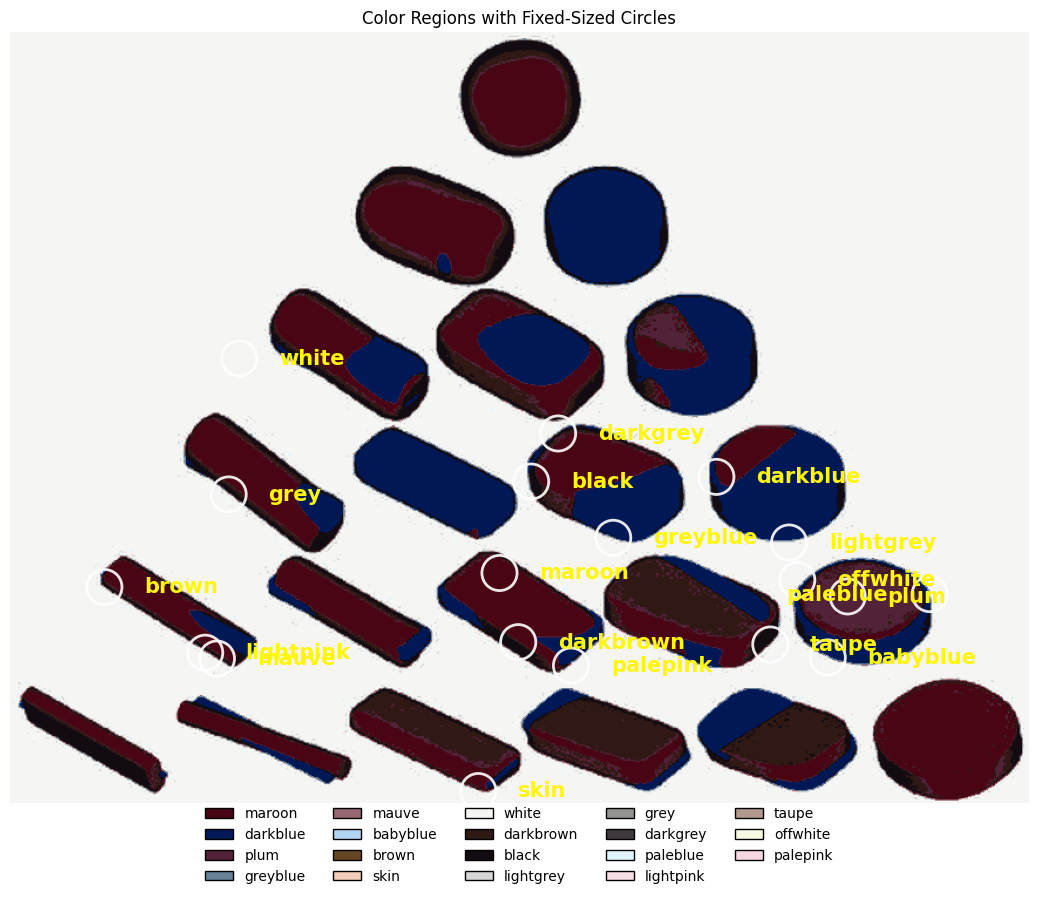 Color Regions with Fixed-Sized Circles
white
darkgrey
black
darkblue
grey
greyblue
lightgrey
maroon
offwhite
brown
paleblue
plum
darkbrown
taupe
lightpink
mauve
palepink
babyblue
skin
maroon mauve white grey taupe
darkblue babyblue darkbrown darkgrey offwhite
plum brown black paleblue palepink
greyblue skin lightgrey lightpink